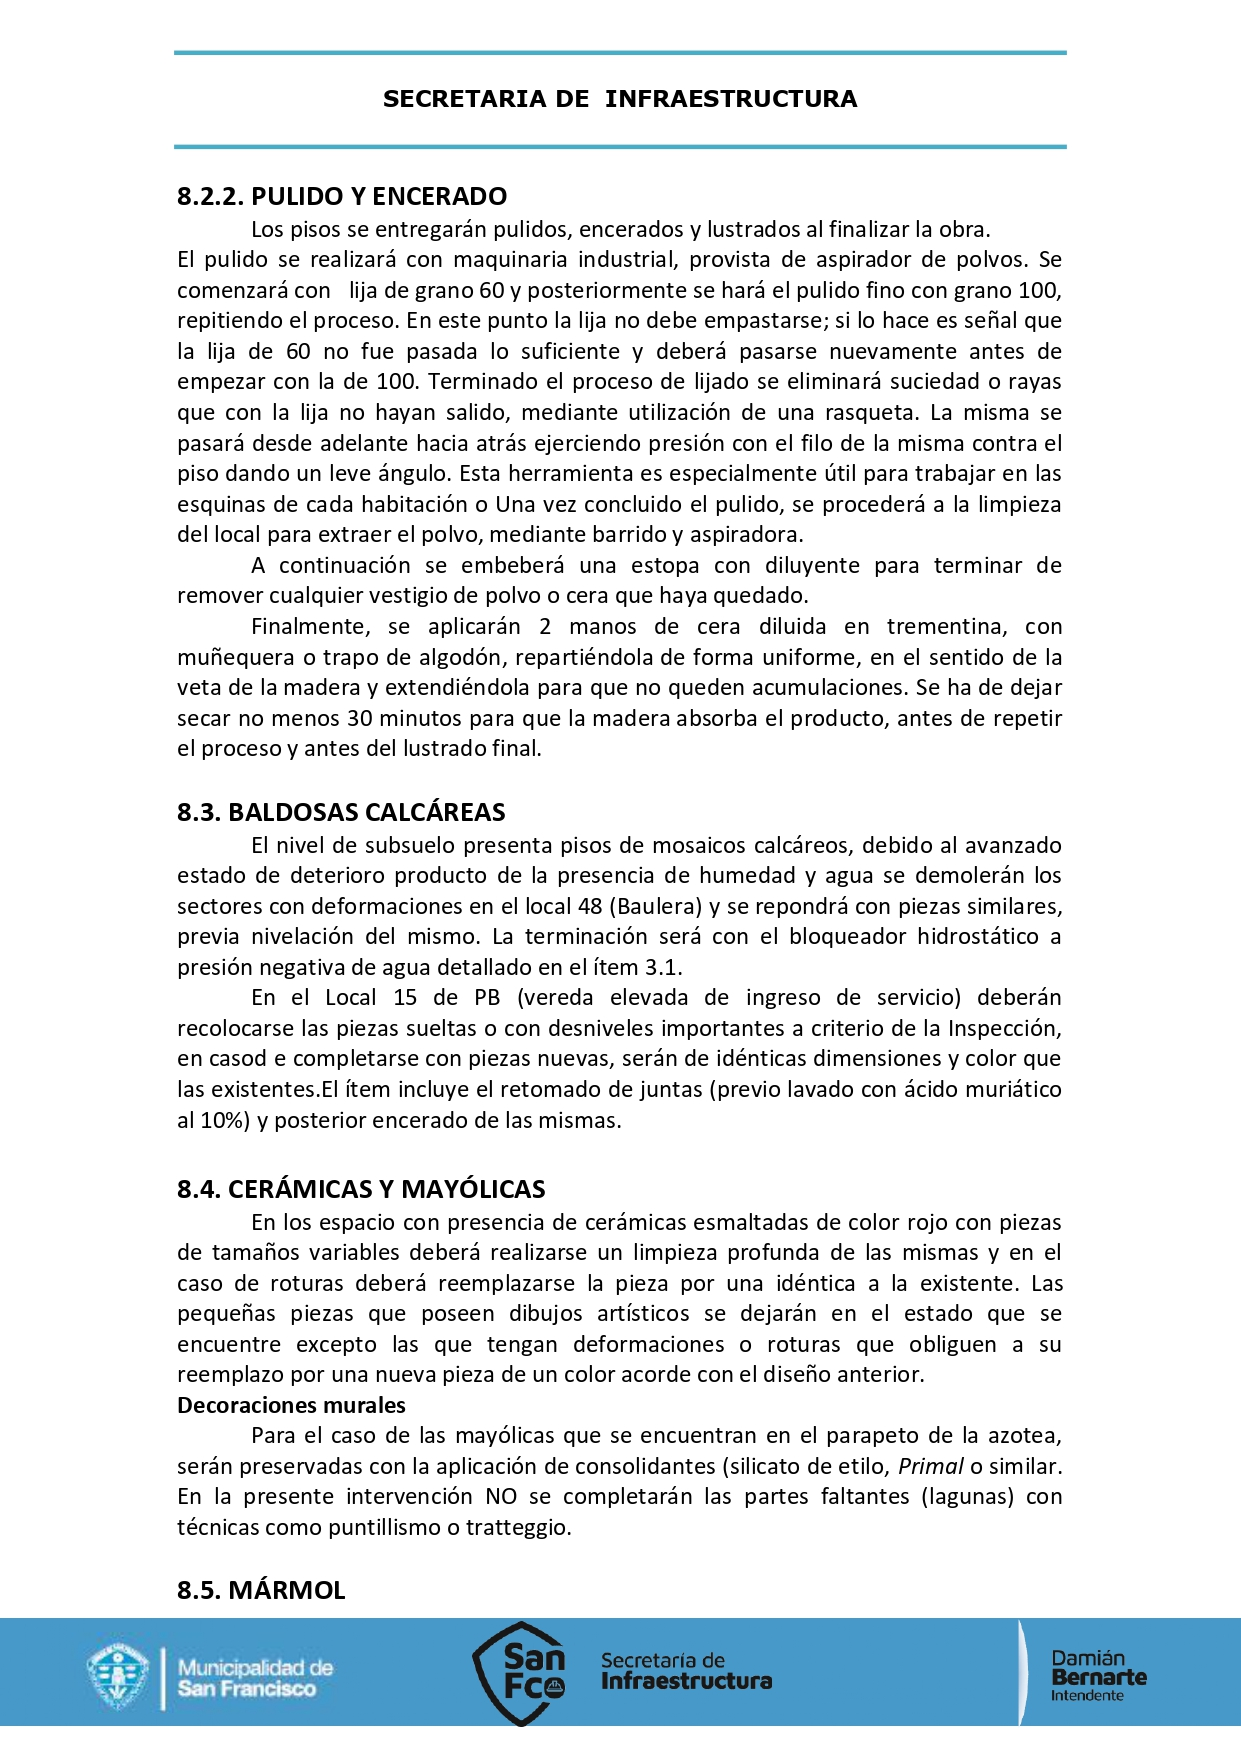 SECRETARIA DE INFRAESTRUCTURA
8.2.2. PULIDO Y ENCERADO
Los pisos se entregarán pulidos, encerados y lustrados al finalizar la obra.
El pulido se realizará con maquinaria industrial, provista de aspirador de polvos. Se
comenzará con lija de grano 60 y posteriormente se hará el pulido fino con grano 100,
repitiendo el proceso. En este punto la lija no debe empastarse; si lo hace es señal que
la lija de 60 no fue pasada lo suficiente y deberá pasarse nuevamente antes de
empezar con la de 100. Terminado el proceso de lijado se eliminará suciedad o rayas
que con la lija no hayan salido, mediante utilización de una rasqueta. La misma se
pasará desde adelante hacia atrás ejerciendo presión con el filo de la misma contra el
piso dando un leve ángulo. Esta herramienta es especialmente útil para trabajar en las
esquinas de cada habitación o Una vez concluido el pulido, se procederá a la limpieza
del local para extraer el polvo, mediante barrido y aspiradora.
A continuación se embeberá una estopa con diluyente para terminar de
remover cualquier vestigio de polvo o cera que haya quedado.
Finalmente, se aplicarán 2 manos de cera diluida en trementina, con
muñequera o trapo de algodón, repartiéndola de forma uniforme, en el sentido de la
veta de la madera y extendiéndola para que no queden acumulaciones. Se ha de dejar
secar no menos 30 minutos para que la madera absorba el producto, antes de repetir
el proceso y antes del lustrado final.
8.3. BALDOSAS CALCÁREAS
El nivel de subsuelo presenta pisos de mosaicos calcáreos, debido al avanzado
estado de deterioro producto de la presencia de humedad y agua se demolerán los
sectores con deformaciones en el local 48 (Baulera) y se repondrá con piezas similares,
previa nivelación del mismo. La terminación será con el bloqueador hidrostático a
presión negativa de agua detallado en el ítem 3.1.
En el Local 15 de PB (vereda elevada de ingreso de servicio) deberán
recolocarse las piezas sueltas o con desniveles importantes a criterio de la Inspección,
en casod e completarse con piezas nuevas, serán de idénticas dimensiones y color que
las existentes.El ítem incluye el retomado de juntas (previo lavado con ácido muriático
al 10%) y posterior encerado de las mismas.
8.4. CERÁMICAS Y MAYÓLICAS
En los espacio con presencia de cerámicas esmaltadas de color rojo con piezas
de tamaños variables deberá realizarse un limpieza profunda de las mismas y en el
caso de roturas deberá reemplazarse la pieza por una idéntica a la existente. Las
pequeñas piezas que poseen dibujos artísticos se dejarán en el estado que se
encuentre excepto las que tengan deformaciones o roturas que obliguen a su
reemplazo por una nueva pieza de un color acorde con el diseño anterior.
Decoraciones murales
Para el caso de las mayólicas que se encuentran en el parapeto de la azotea,
serán preservadas con la aplicación de consolidantes (silicato de etilo, Primal o similar.
En la presente intervención NO se completarán las partes faltantes (lagunas) con
técnicas como puntillismo o tratteggio.
8.5. MÁRMOL
Municipalidad de
San Francisco
San
Fco
Secretaría de
Infraestructura
Damián
Bernarte
Intendente